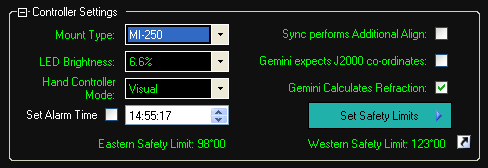 Controller Settings
Mount Type: MI-250
Sync performs Additional Align:
LED Brightness: 6.6%
Gemini expects J2000 co-ordinates:
Hand Controller Mode: Visual
Gemini Calculates Refraction:
Set Alarm Time 14:55:17
Set Safety Limits
Eastern Safety Limit: 98°00
Western Safety Limit: 123°00